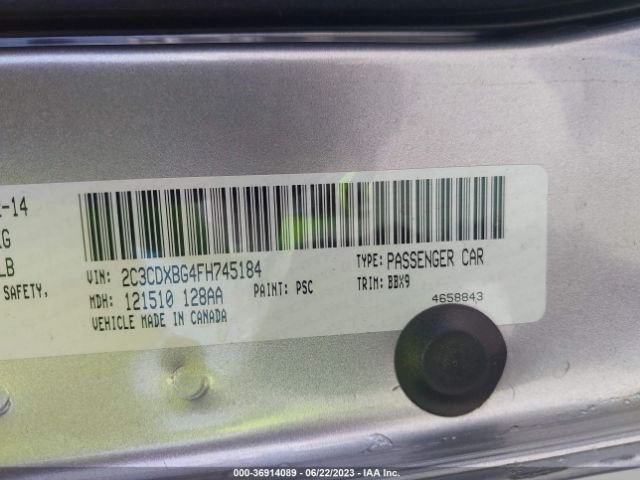 -14
KG
LB
SAFETY,
VIN: 2C3CDXBG4FH745184
TYPE: PASSENGER CAR
MDH: 121510 128AA
PAINT: PSC
TRIM: BBX9
VEHICLE MADE IN CANADA
4658843
000-36914089 - 06/22/2023 - IAA Inc.